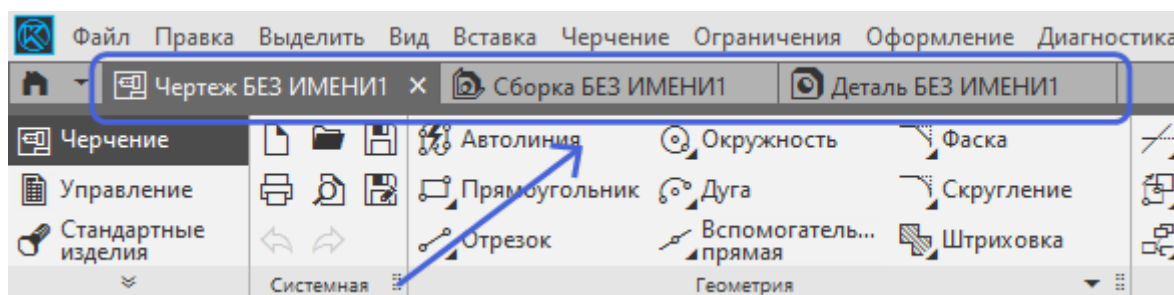 Файл Правка Выделить Вид Вставка Черчение Ограничения Оформление Диагностика
Чертеж БЕЗ ИМЕНИ1 Сборка БЕЗ ИМЕНИ1 Деталь БЕЗ ИМЕНИ1
Черчение Автолиния Окружность Фаска
Управление Прямоугольник Дуга Скругление
Стандартные изделия Отрезок Вспомогатель... прямая Штриховка
Системная Геометрия